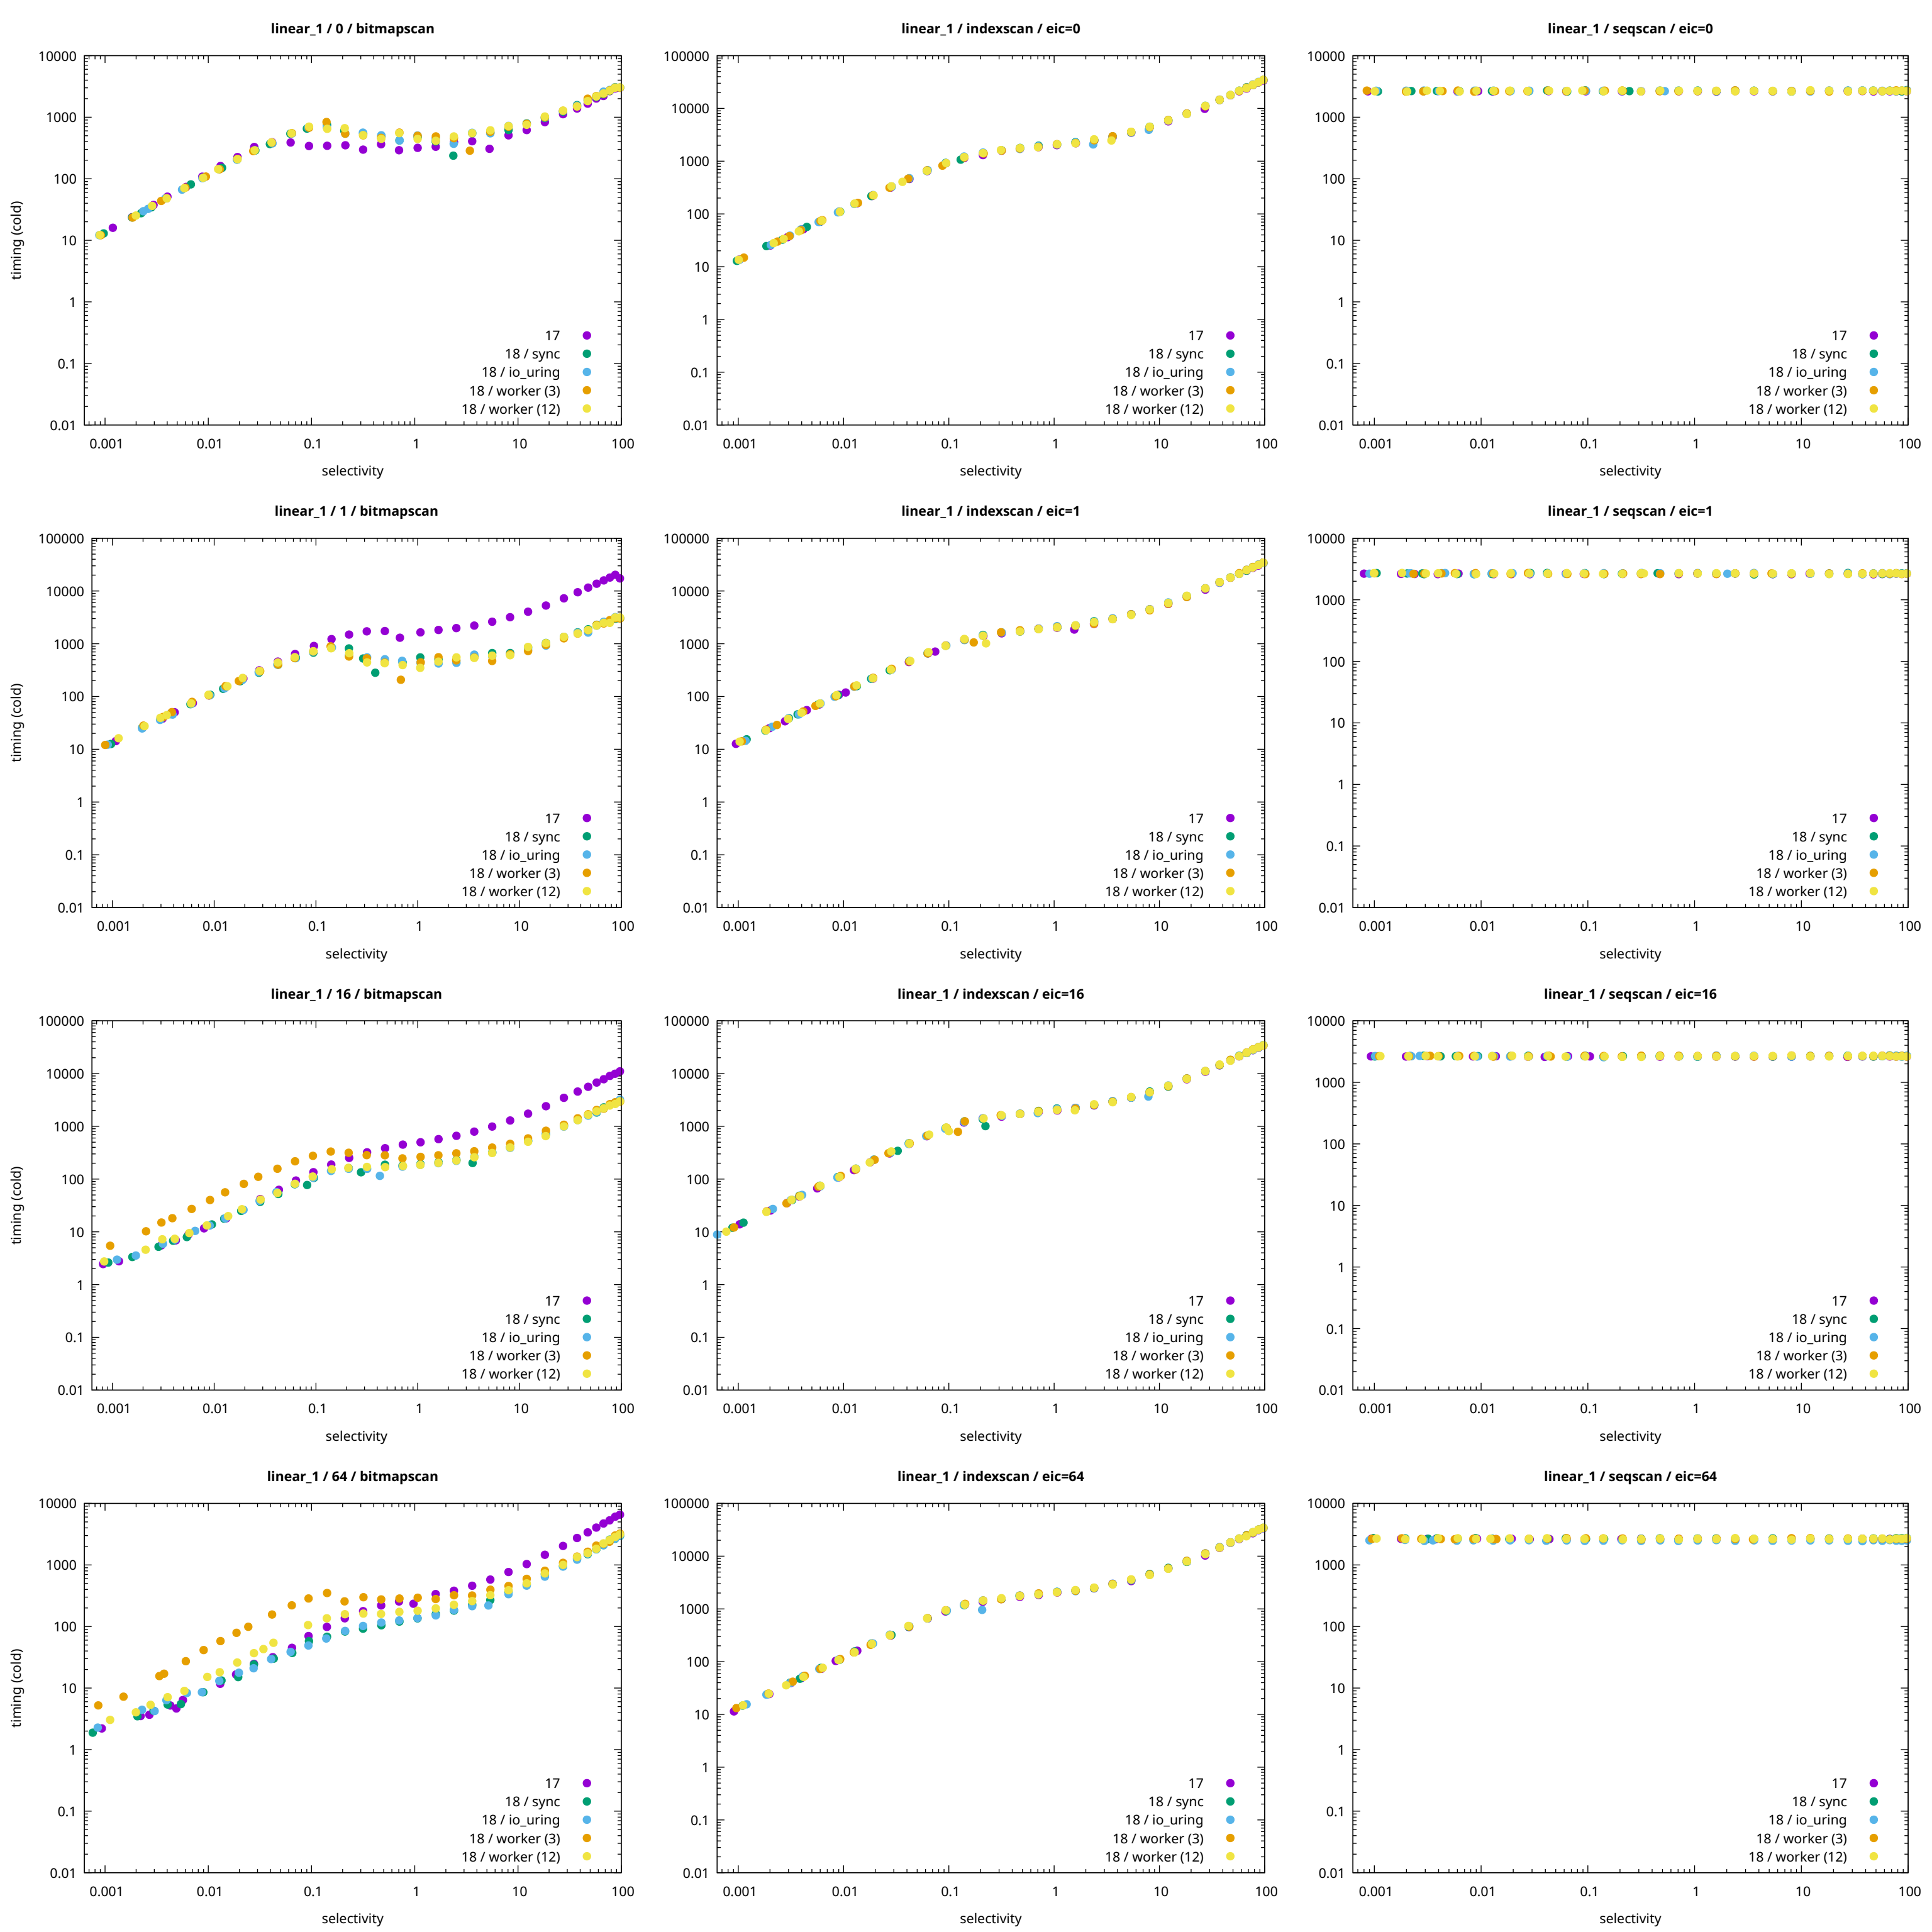 linear_1 / 0 / bitmapscan
timing (cold)
10000
1000
100
10
1
0.1
0.01
17
18 / sync
18 / io_uring
18 / worker (3)
18 / worker (12)
0.001 0.01 0.1 1 10 100
selectivity
linear_1 / indexscan / eic=0
100000
10000
1000
100
10
1
0.1
0.01
17
18 / sync
18 / io_uring
18 / worker (3)
18 / worker (12)
0.001 0.01 0.1 1 10 100
selectivity
linear_1 / seqscan / eic=0
10000
1000
100
10
1
0.1
0.01
17
18 / sync
18 / io_uring
18 / worker (3)
18 / worker (12)
0.001 0.01 0.1 1 10 100
selectivity
linear_1 / 1 / bitmapscan
timing (cold)
100000
10000
1000
100
10
1
0.1
0.01
17
18 / sync
18 / io_uring
18 / worker (3)
18 / worker (12)
0.001 0.01 0.1 1 10 100
selectivity
linear_1 / indexscan / eic=1
100000
10000
1000
100
10
1
0.1
0.01
17
18 / sync
18 / io_uring
18 / worker (3)
18 / worker (12)
0.001 0.01 0.1 1 10 100
selectivity
linear_1 / seqscan / eic=1
10000
1000
100
10
1
0.1
0.01
17
18 / sync
18 / io_uring
18 / worker (3)
18 / worker (12)
0.001 0.01 0.1 1 10 100
selectivity
linear_1 / 16 / bitmapscan
timing (cold)
100000
10000
1000
100
10
1
0.1
0.01
17
18 / sync
18 / io_uring
18 / worker (3)
18 / worker (12)
0.001 0.01 0.1 1 10 100
selectivity
linear_1 / indexscan / eic=16
100000
10000
1000
100
10
1
0.1
0.01
17
18 / sync
18 / io_uring
18 / worker (3)
18 / worker (12)
0.001 0.01 0.1 1 10 100
selectivity
linear_1 / seqscan / eic=16
10000
1000
100
10
1
0.1
0.01
17
18 / sync
18 / io_uring
18 / worker (3)
18 / worker (12)
0.001 0.01 0.1 1 10 100
selectivity
linear_1 / 64 / bitmapscan
timing (cold)
10000
1000
100
10
1
0.1
0.01
17
18 / sync
18 / io_uring
18 / worker (3)
18 / worker (12)
0.001 0.01 0.1 1 10 100
selectivity
linear_1 / indexscan / eic=64
100000
10000
1000
100
10
1
0.1
0.01
17
18 / sync
18 / io_uring
18 / worker (3)
18 / worker (12)
0.001 0.01 0.1 1 10 100
selectivity
linear_1 / seqscan / eic=64
10000
1000
100
10
1
0.1
0.01
17
18 / sync
18 / io_uring
18 / worker (3)
18 / worker (12)
0.001 0.01 0.1 1 10 100
selectivity